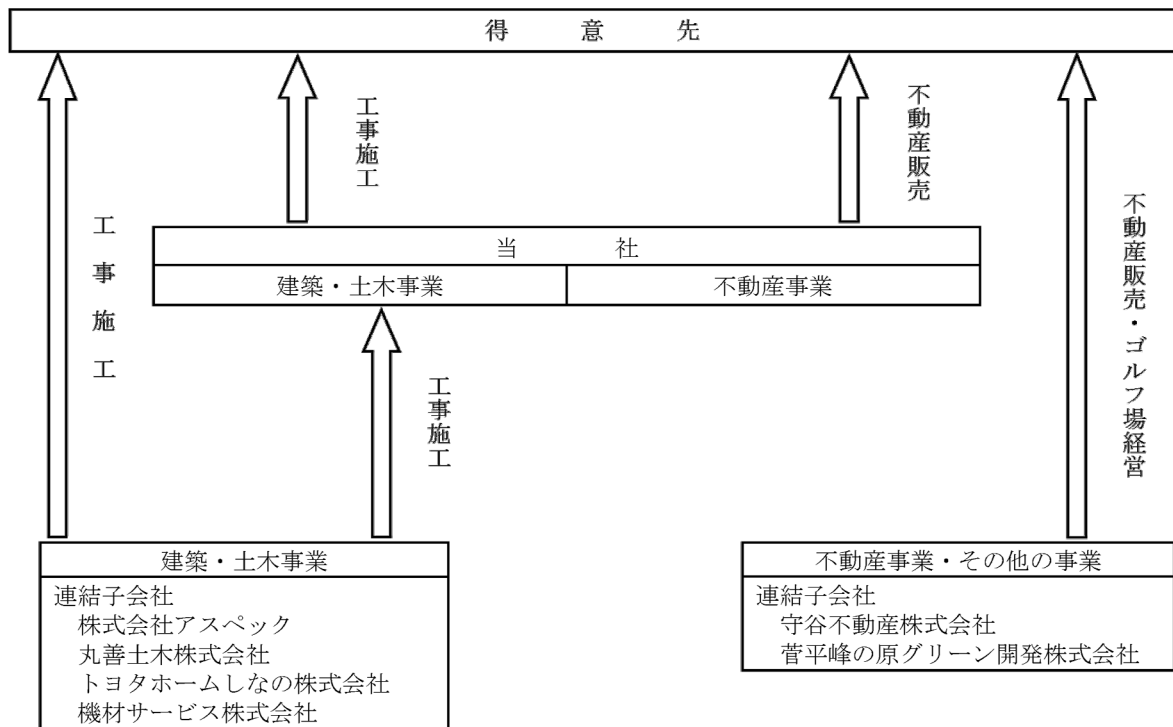 得意先
工事施工
不動産販売
工事施工
不動産販売・ゴルフ場経営
当社
建築・土木事業
不動産事業
工事施工
建築・土木事業
連結子会社
株式会社アスペック
丸善土木株式会社
トヨタホームしなの株式会社
機材サービス株式会社
不動産事業・その他の事業
連結子会社
守谷不動産株式会社
菅平峰の原グリーン開発株式会社